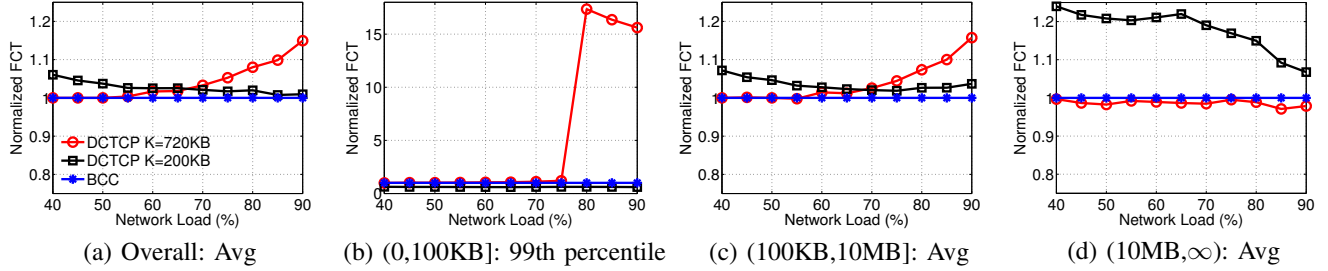 Normalized FCT
1.2
1.1
1
0.9
0.8
DCTCP K=720KB
DCTCP K=200KB
BCC
40 50 60 70 80 90
Network Load (%)
(a) Overall: Avg
Normalized FCT
15
10
5
0
40 50 60 70 80 90
Network Load (%)
(b) (0,100KB]: 99th percentile
Normalized FCT
1.2
1.1
1
0.9
0.8
40 50 60 70 80 90
Network Load (%)
(c) (100KB,10MB]: Avg
Normalized FCT
1.2
1.1
1
0.9
0.8
40 50 60 70 80 90
Network Load (%)
(d) (10MB,∞): Avg